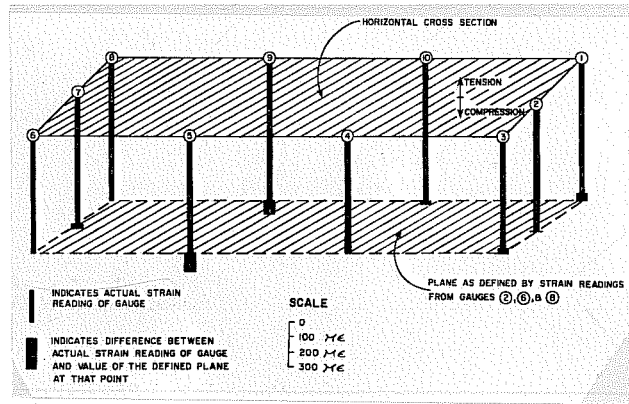 HORIZONTAL CROSS SECTION
8
9
10
1
TENSION
COMPRESSION
7
2
6
5
4
3
PLANE AS DEFINED BY STRAIN READINGS
FROM GAUGES ②,⑥,& ⑧
INDICATES ACTUAL STRAIN
READING OF GAUGE
INDICATES DIFFERENCE BETWEEN
ACTUAL STRAIN READING OF GAUGE
AND VALUE OF THE DEFINED PLANE
AT THAT POINT
SCALE
0
100 με
200 με
300 με